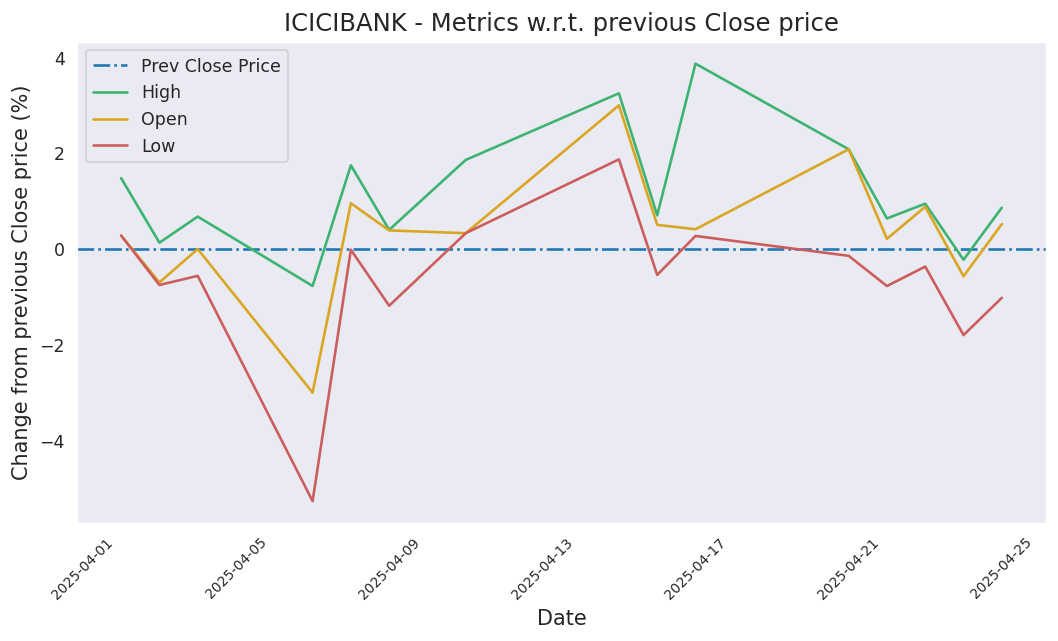 ICICIBANK - Metrics w.r.t. previous Close price
Change from previous Close price (%)
4
2
0
−2
−4
Prev Close Price
High
Open
Low
2025-04-01
2025-04-05
2025-04-09
2025-04-13
2025-04-17
2025-04-21
2025-04-25
Date